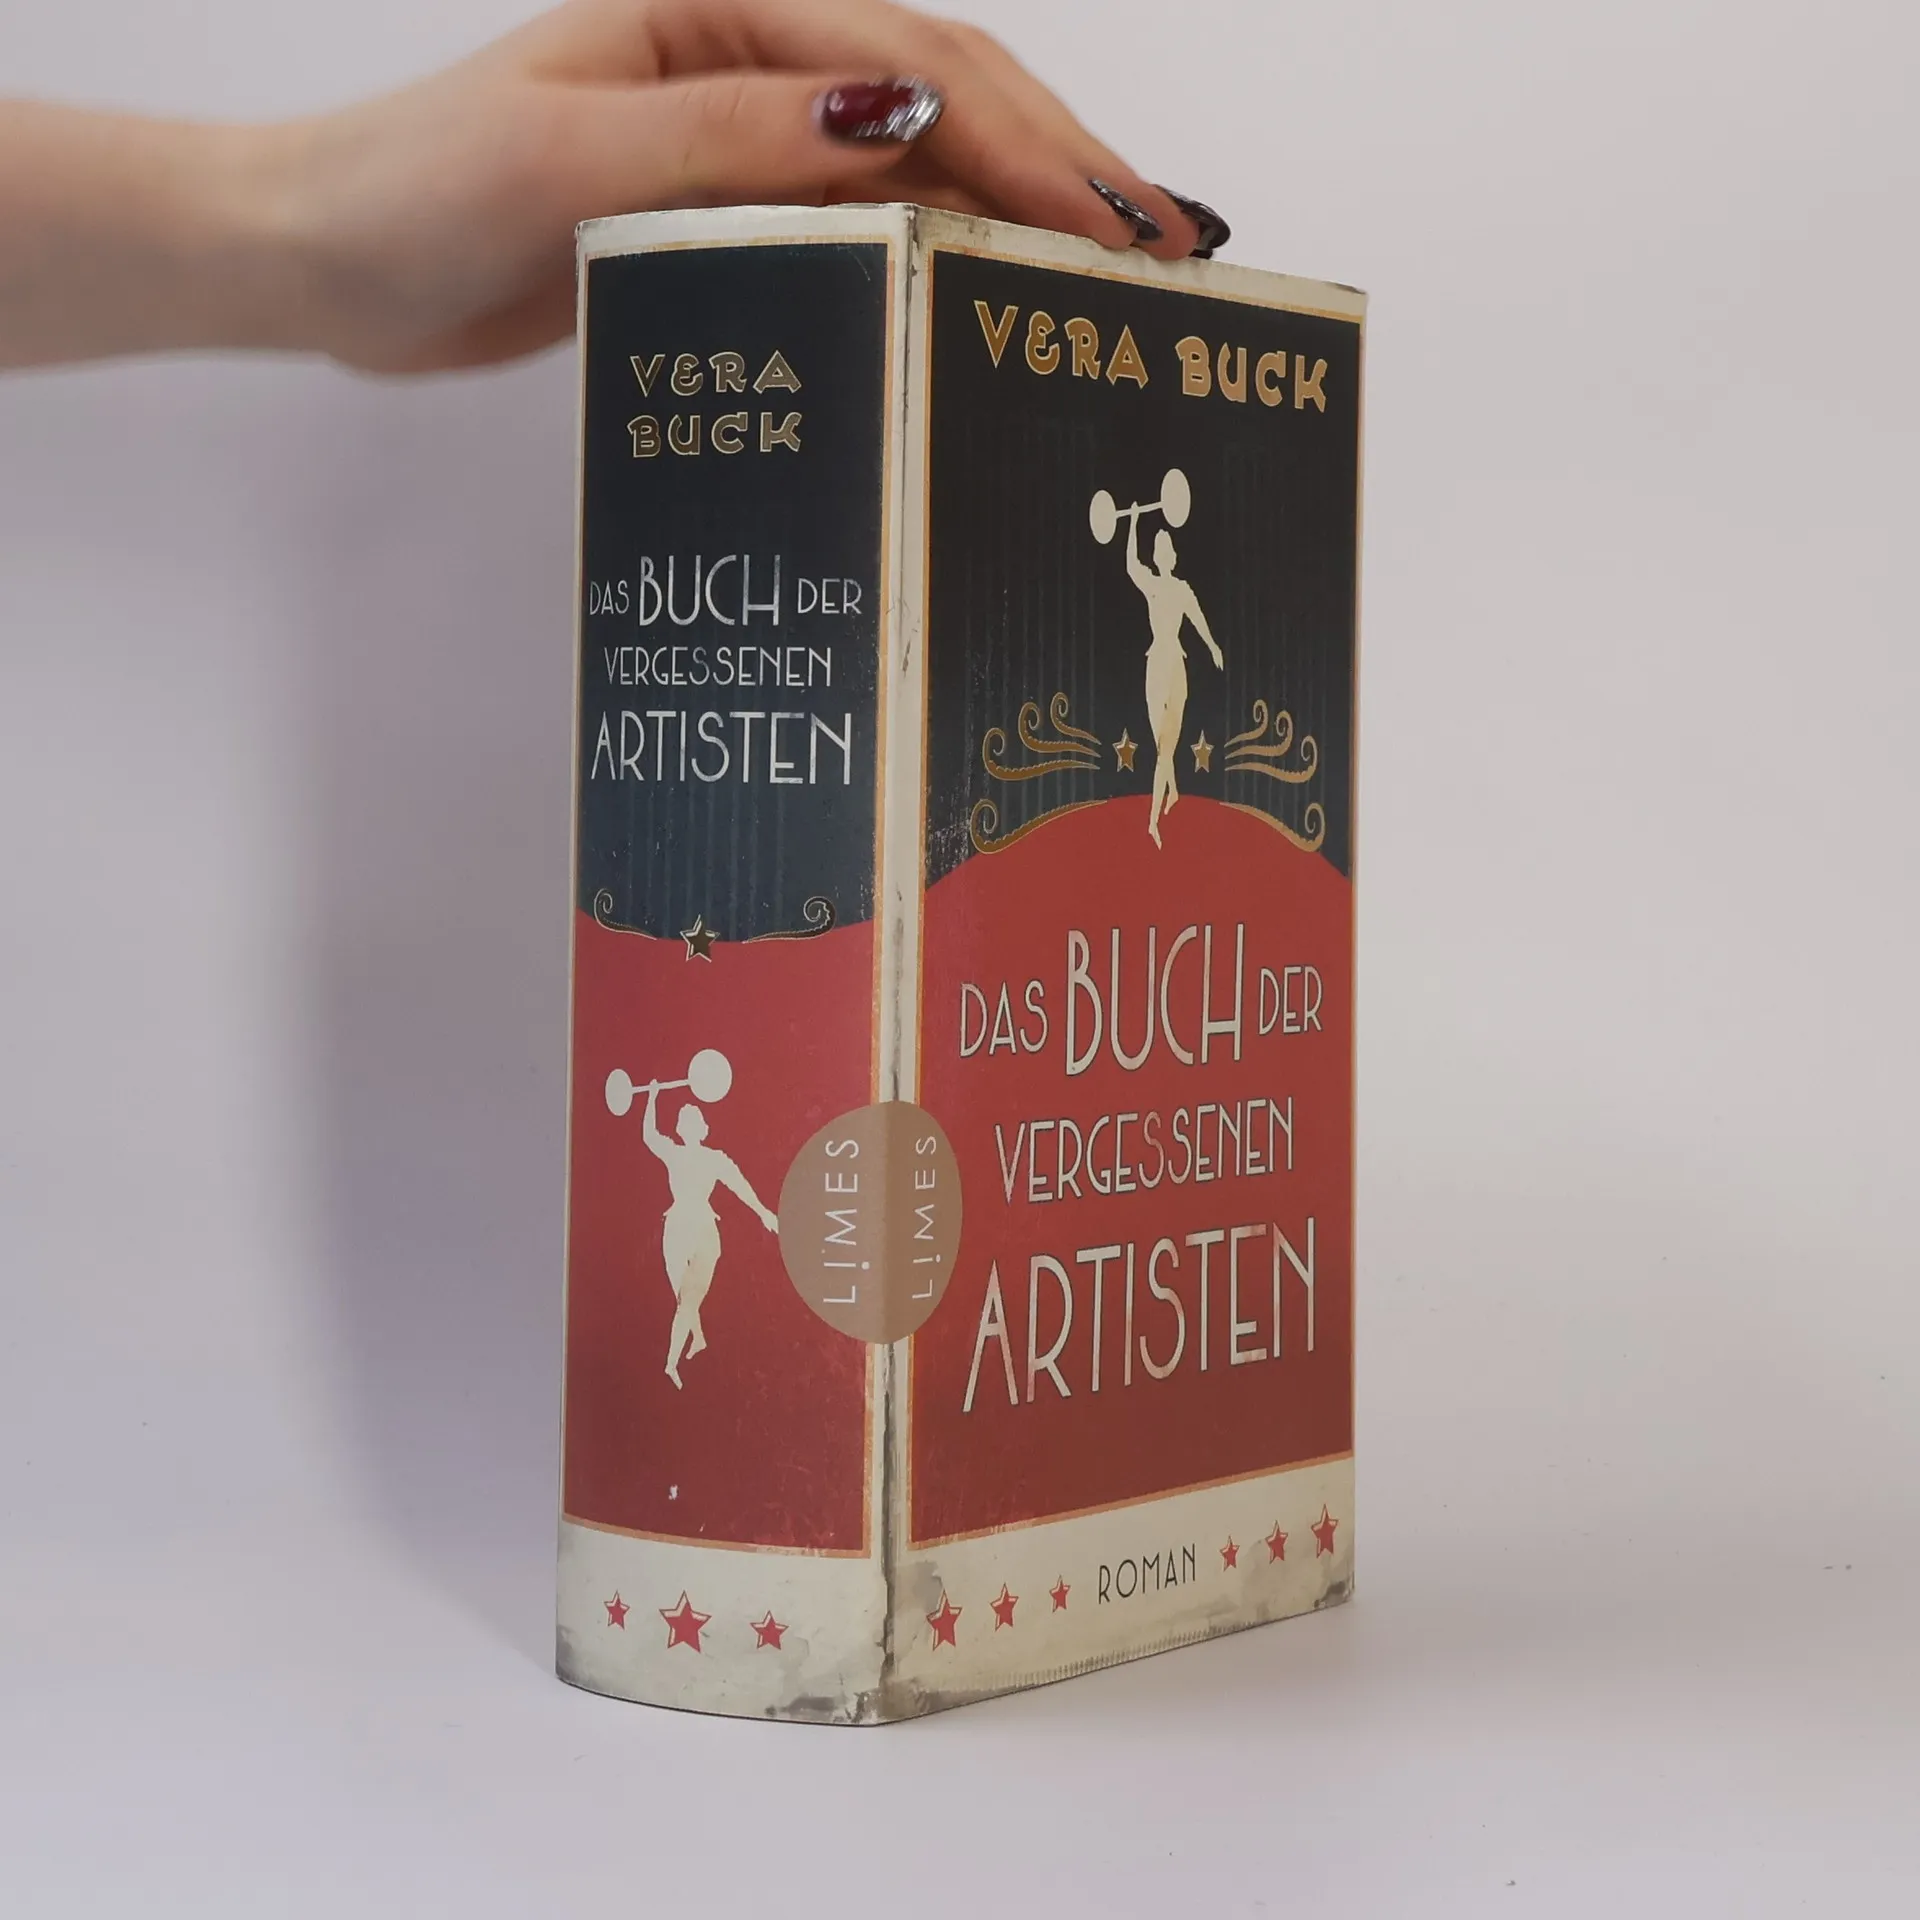 VERA
BUCK
DAS BUCH DER
VERGESSENEN
ARTISTEN
LIMES
VERA BUCK
DAS BUCH DER
VERGESSENEN
ARTISTEN
LIMES
ROMAN